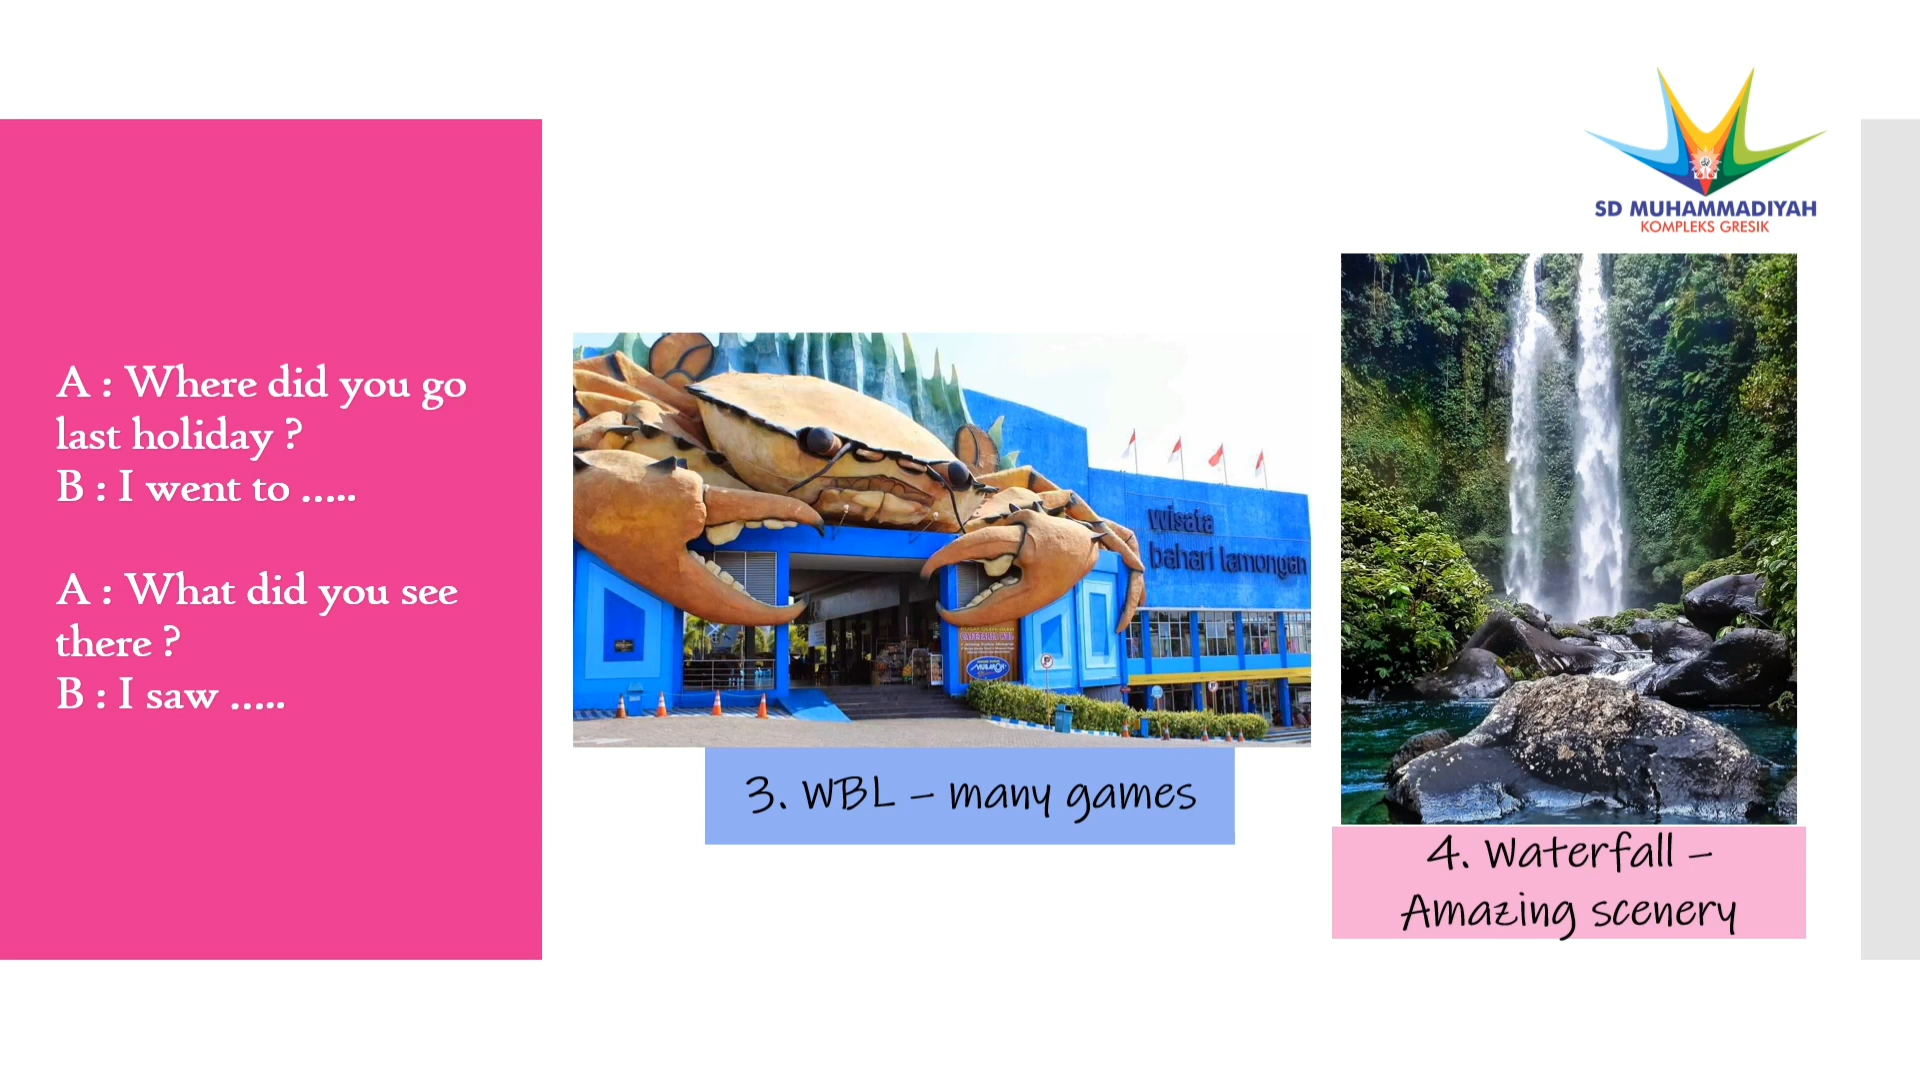 SD MUHAMMADIYAH
KOMPLEKS GRESIK
A : Where did you go
last holiday ?
B : I went to .....
A : What did you see
there ?
B : I saw .....
wisata
bahari lamongan
3. WBL – many games
4. Waterfall –
Amazing scenery